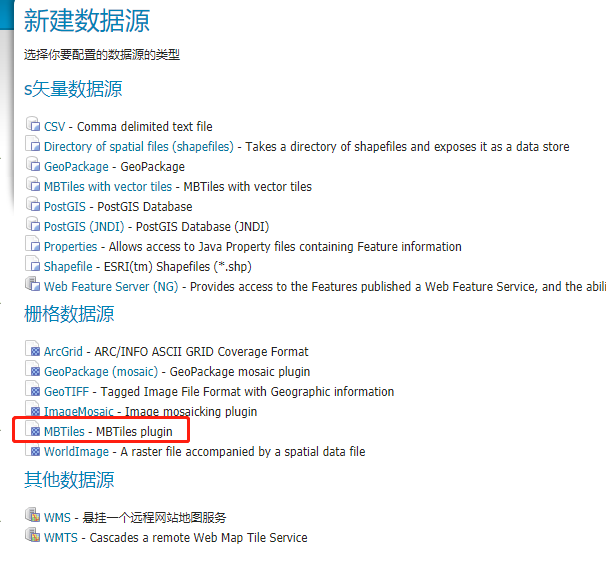 新建数据源
选择你要配置的数据源的类型
s矢量数据源
CSV - Comma delimited text file
Directory of spatial files (shapefiles) - Takes a directory of shapefiles and exposes it as a data store
GeoPackage - GeoPackage
MBTiles with vector tiles - MBTiles with vector tiles
PostGIS - PostGIS Database
PostGIS (JNDI) - PostGIS Database (JNDI)
Properties - Allows access to Java Property files containing Feature information
Shapefile - ESRI(tm) Shapefiles (*.shp)
Web Feature Server (NG) - Provides access to the Features published a Web Feature Service, and the abili
栅格数据源
ArcGrid - ARC/INFO ASCII GRID Coverage Format
GeoPackage (mosaic) - GeoPackage mosaic plugin
GeoTIFF - Tagged Image File Format with Geographic information
ImageMosaic - Image mosaicking plugin
MBTiles - MBTiles plugin
WorldImage - A raster file accompanied by a spatial data file
其他数据源
WMS - 悬挂一个远程网站地图服务
WMTS - Cascades a remote Web Map Tile Service